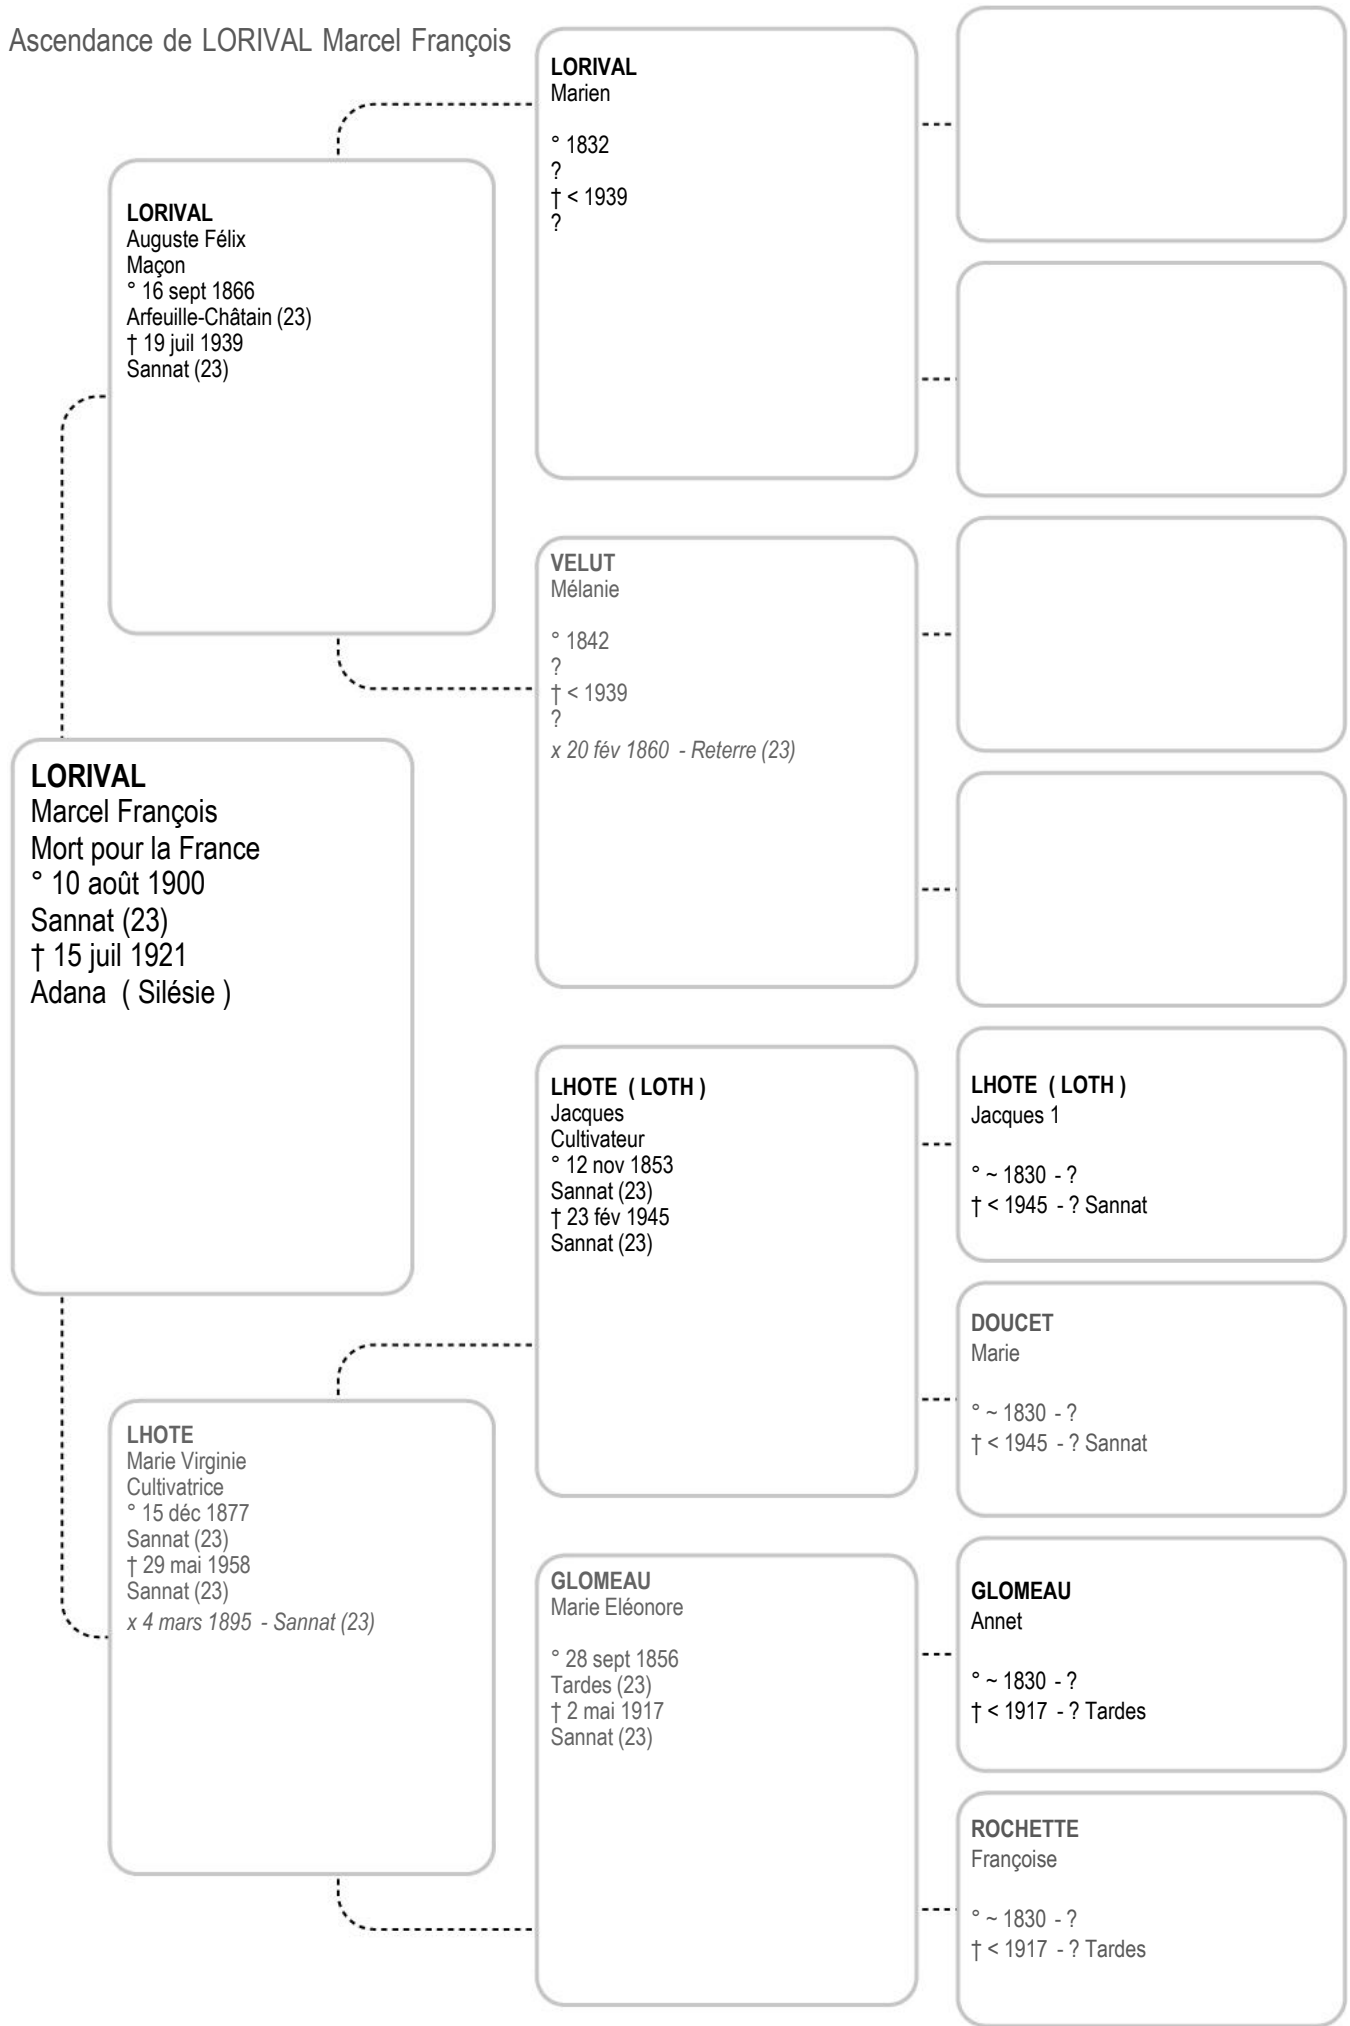 Ascendance de LORIVAL Marcel François
LORIVAL
Marcel François
Mort pour la France
° 10 août 1900
Sannat (23)
† 15 juil 1921
Adana ( Silésie )
LORIVAL
Auguste Félix
Maçon
° 16 sept 1866
Arfeuille-Châtain (23)
† 19 juil 1939
Sannat (23)
LHOTE
Marie Virginie
Cultivatrice
° 15 déc 1877
Sannat (23)
† 29 mai 1958
Sannat (23)
x 4 mars 1895 - Sannat (23)
LORIVAL
Marien
° 1832
?
† < 1939
?
VELUT
Mélanie
° 1842
?
† < 1939
?
x 20 fév 1860 - Reterre (23)
LHOTE ( LOTH )
Jacques
Cultivateur
° 12 nov 1853
Sannat (23)
† 23 fév 1945
Sannat (23)
GLOMEAU
Marie Eléonore
° 28 sept 1856
Tardes (23)
† 2 mai 1917
Sannat (23)
LHOTE ( LOTH )
Jacques 1
° ~ 1830 - ?
† < 1945 - ? Sannat
DOUCET
Marie
° ~ 1830 - ?
† < 1945 - ? Sannat
GLOMEAU
Annet
° ~ 1830 - ?
† < 1917 - ? Tardes
ROCHETTE
Françoise
° ~ 1830 - ?
† < 1917 - ? Tardes